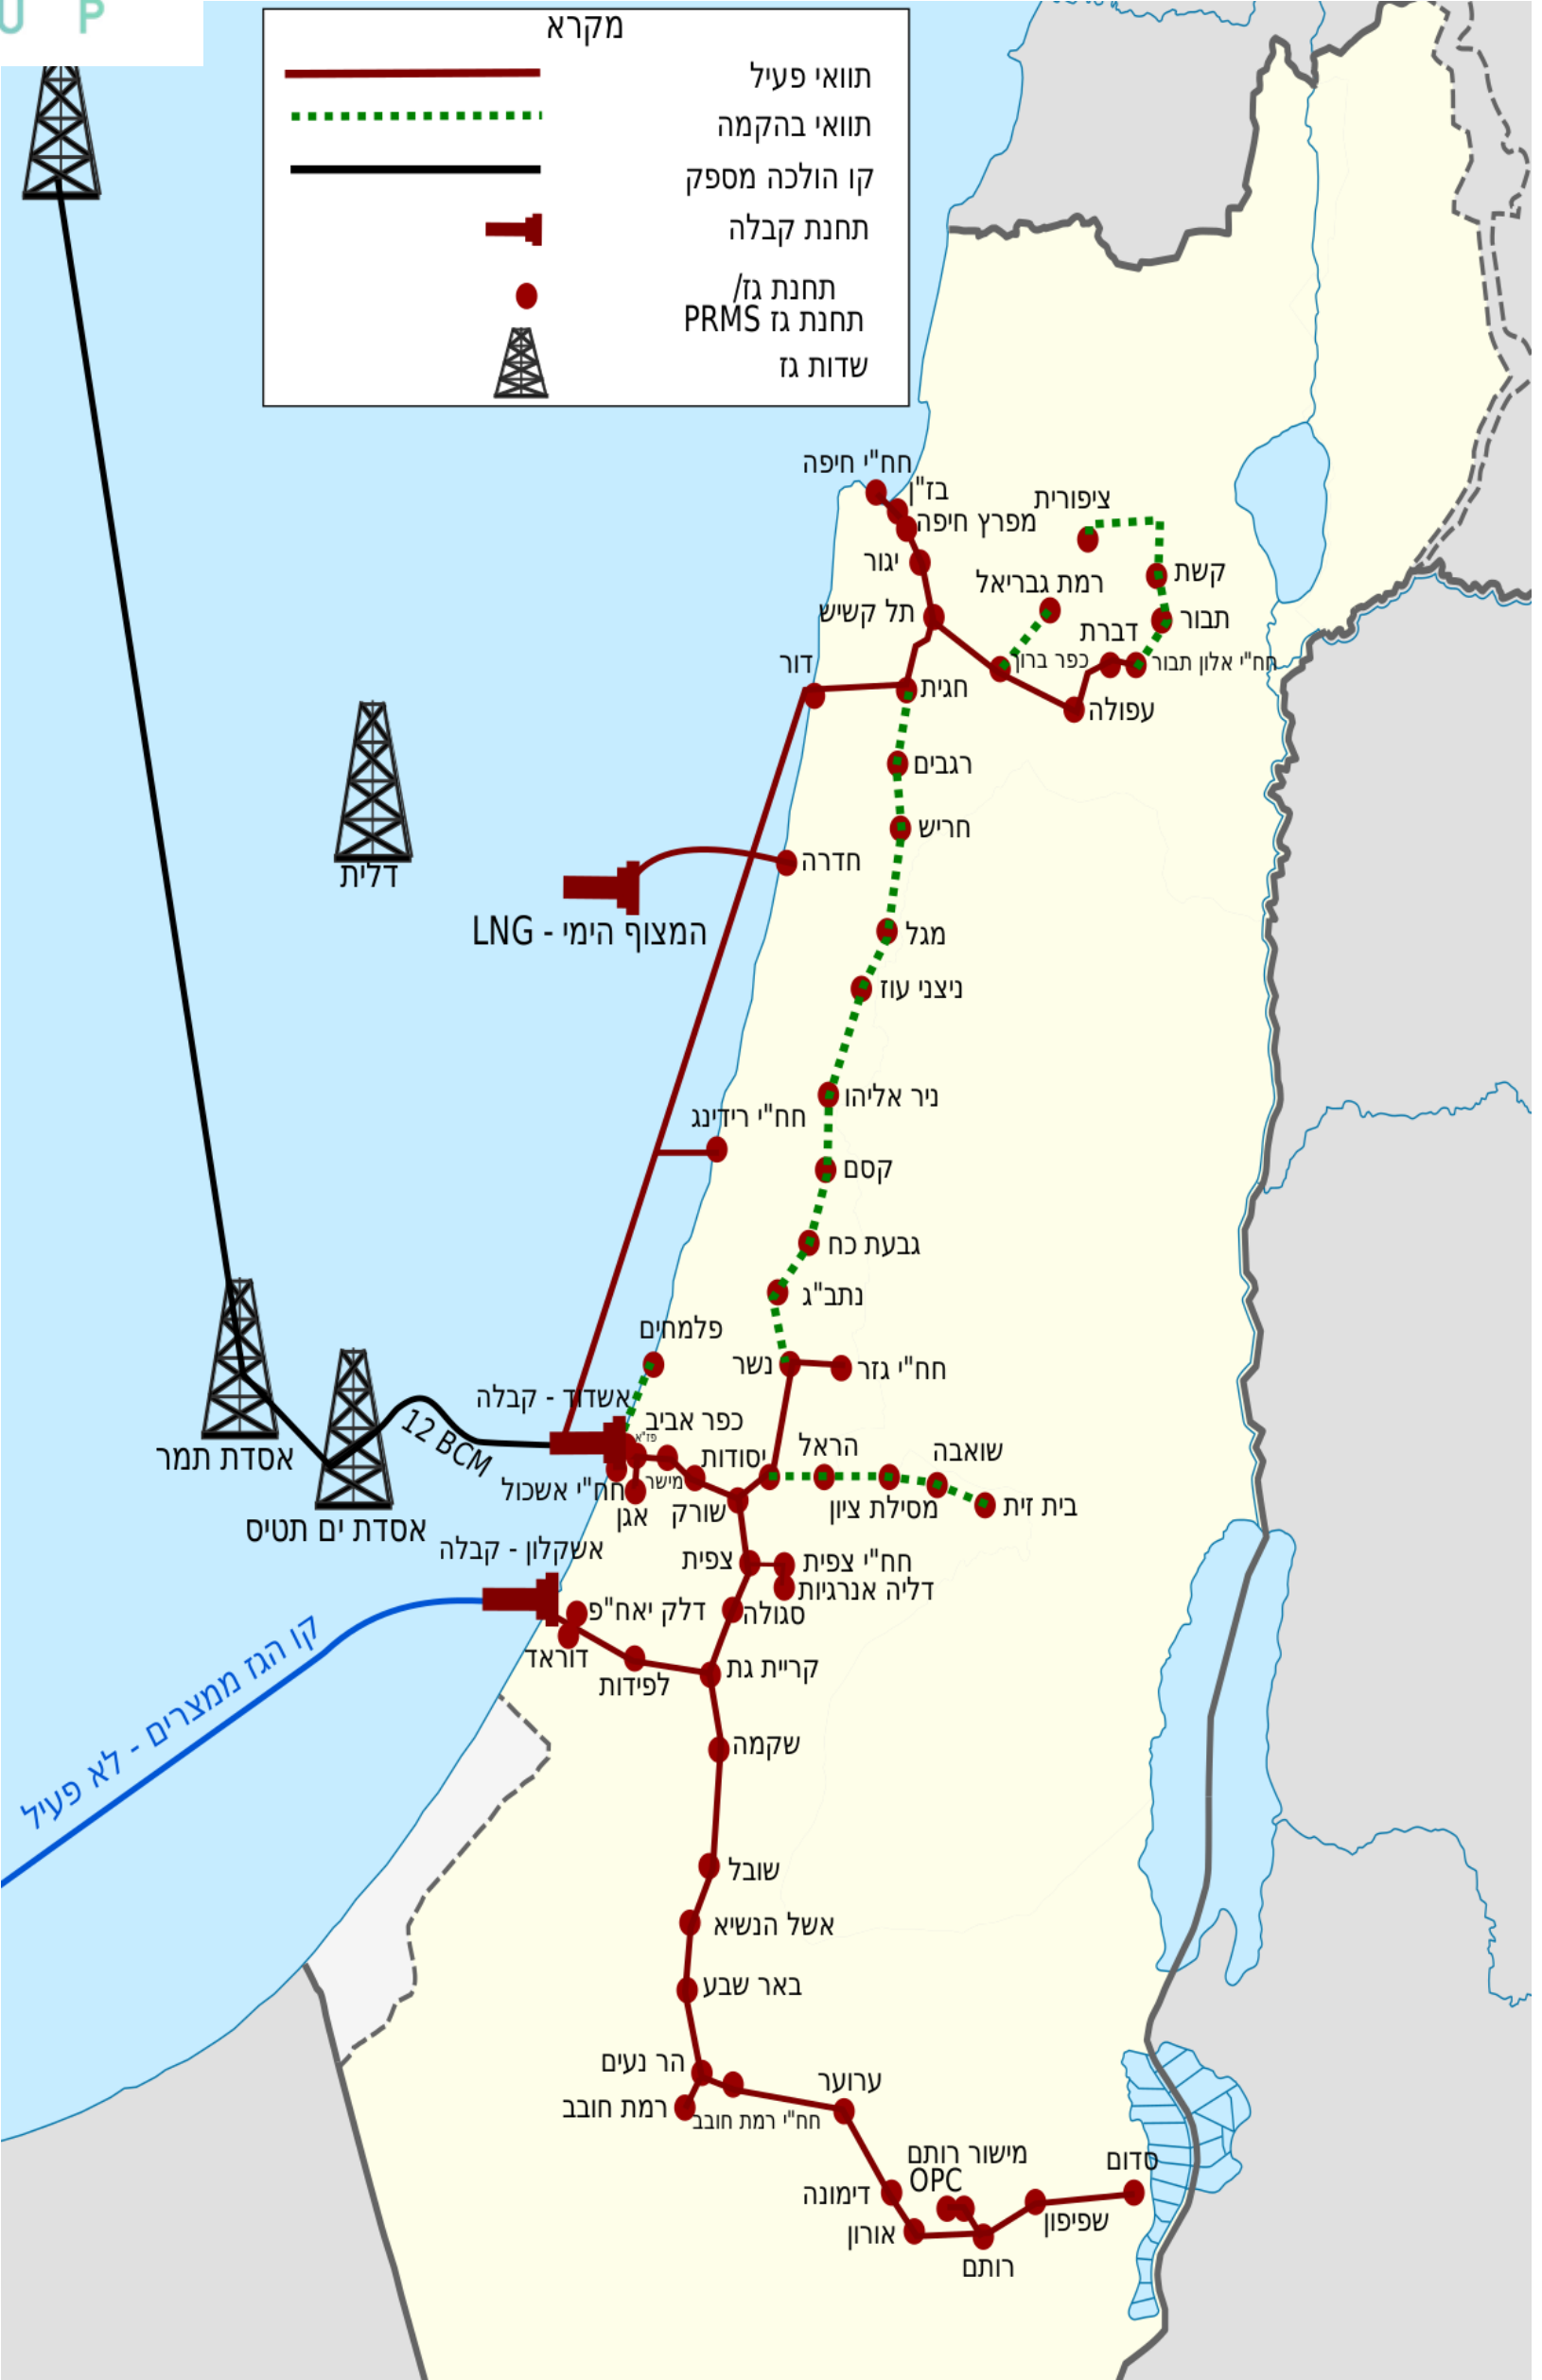 U P
מקרא
תוואי פעיל
תוואי בהקמה
קו הולכה מספק
תחנת קבלה
תחנת גז/
תחנת גז PRMS
שדות גז
חח"י חיפה
בז"ן
מפרץ חיפה
ציפורית
יגור
קשת
רמת גבריאל
תל קשיש
תבור
דברת
דור
כפר ברוך
חח"י אלון תבור
חגית
עפולה
רגבים
חריש
חדרה
דלית
המצוף הימי - LNG
מגל
ניצני עוז
ניר אליהו
חח"י רידינג
קסם
גבעת כח
נתב"ג
פלמחים
נשר
חח"י גזר
אשדוד - קבלה
כפר אביב
פז"א
12 BCM
אסדת תמר
יסודות
הראל
שואבה
חח"י אשכול
מישר
אגן
שורק
מסילת ציון
בית זית
אסדת ים תטיס
אשקלון - קבלה
צפית
חח"י צפית
דליה אנרגיות
דלק יאח"פ
סגולה
דוראד
לפידות
קריית גת
קו הגז ממצרים - לא פעיל
שקמה
שובל
אשל הנשיא
באר שבע
הר נעים
ערוער
רמת חובב
חח"י רמת חובב
מישור רותם
OPC
סדום
דימונה
שפיפון
אורון
רותם